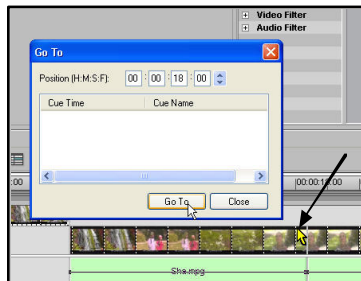 Video Filter
Audio Filter
Go To
Position (H:M:S:F): 00 : 00 : 18 : 00
Cue Time Cue Name
Go To Close
:00
Sha.mpg